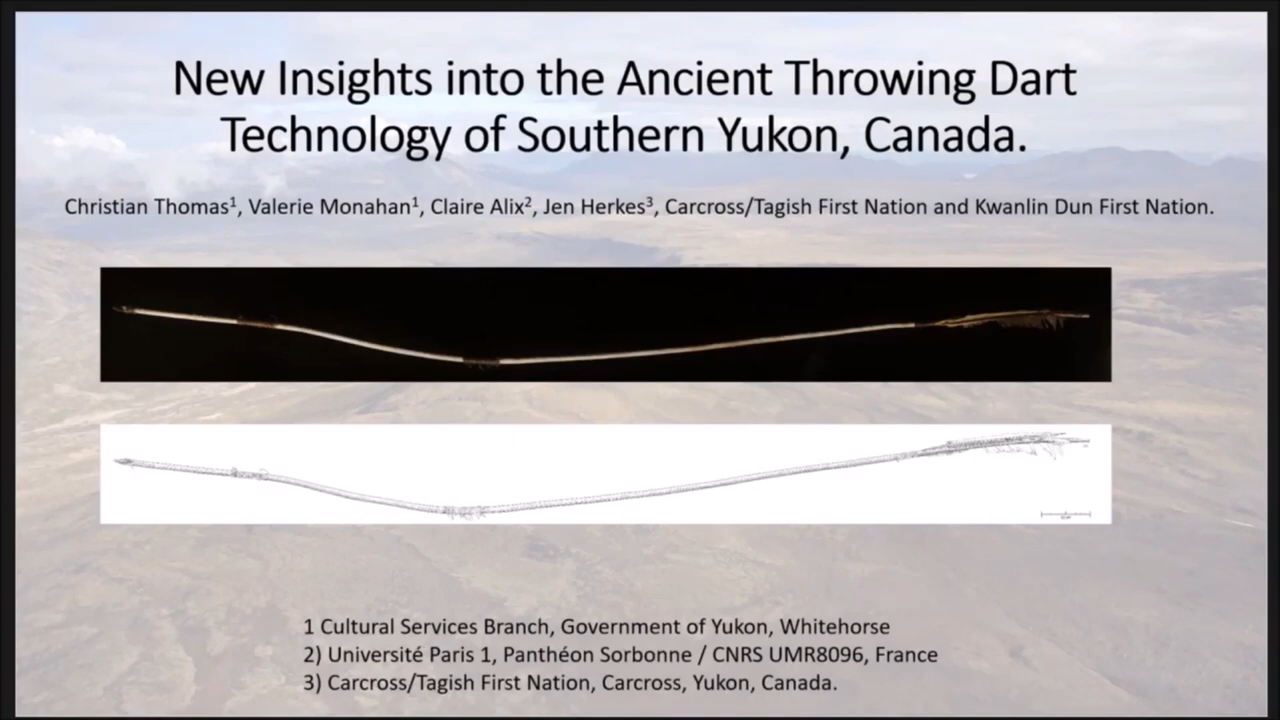 New Insights into the Ancient Throwing Dart
Technology of Southern Yukon, Canada.
Christian Thomas¹, Valerie Monahan¹, Claire Alix², Jen Herkes³, Carcross/Tagish First Nation and Kwanlin Dun First Nation.
1 Cultural Services Branch, Government of Yukon, Whitehorse
2) Université Paris 1, Panthéon Sorbonne / CNRS UMR8096, France
3) Carcross/Tagish First Nation, Carcross, Yukon, Canada.